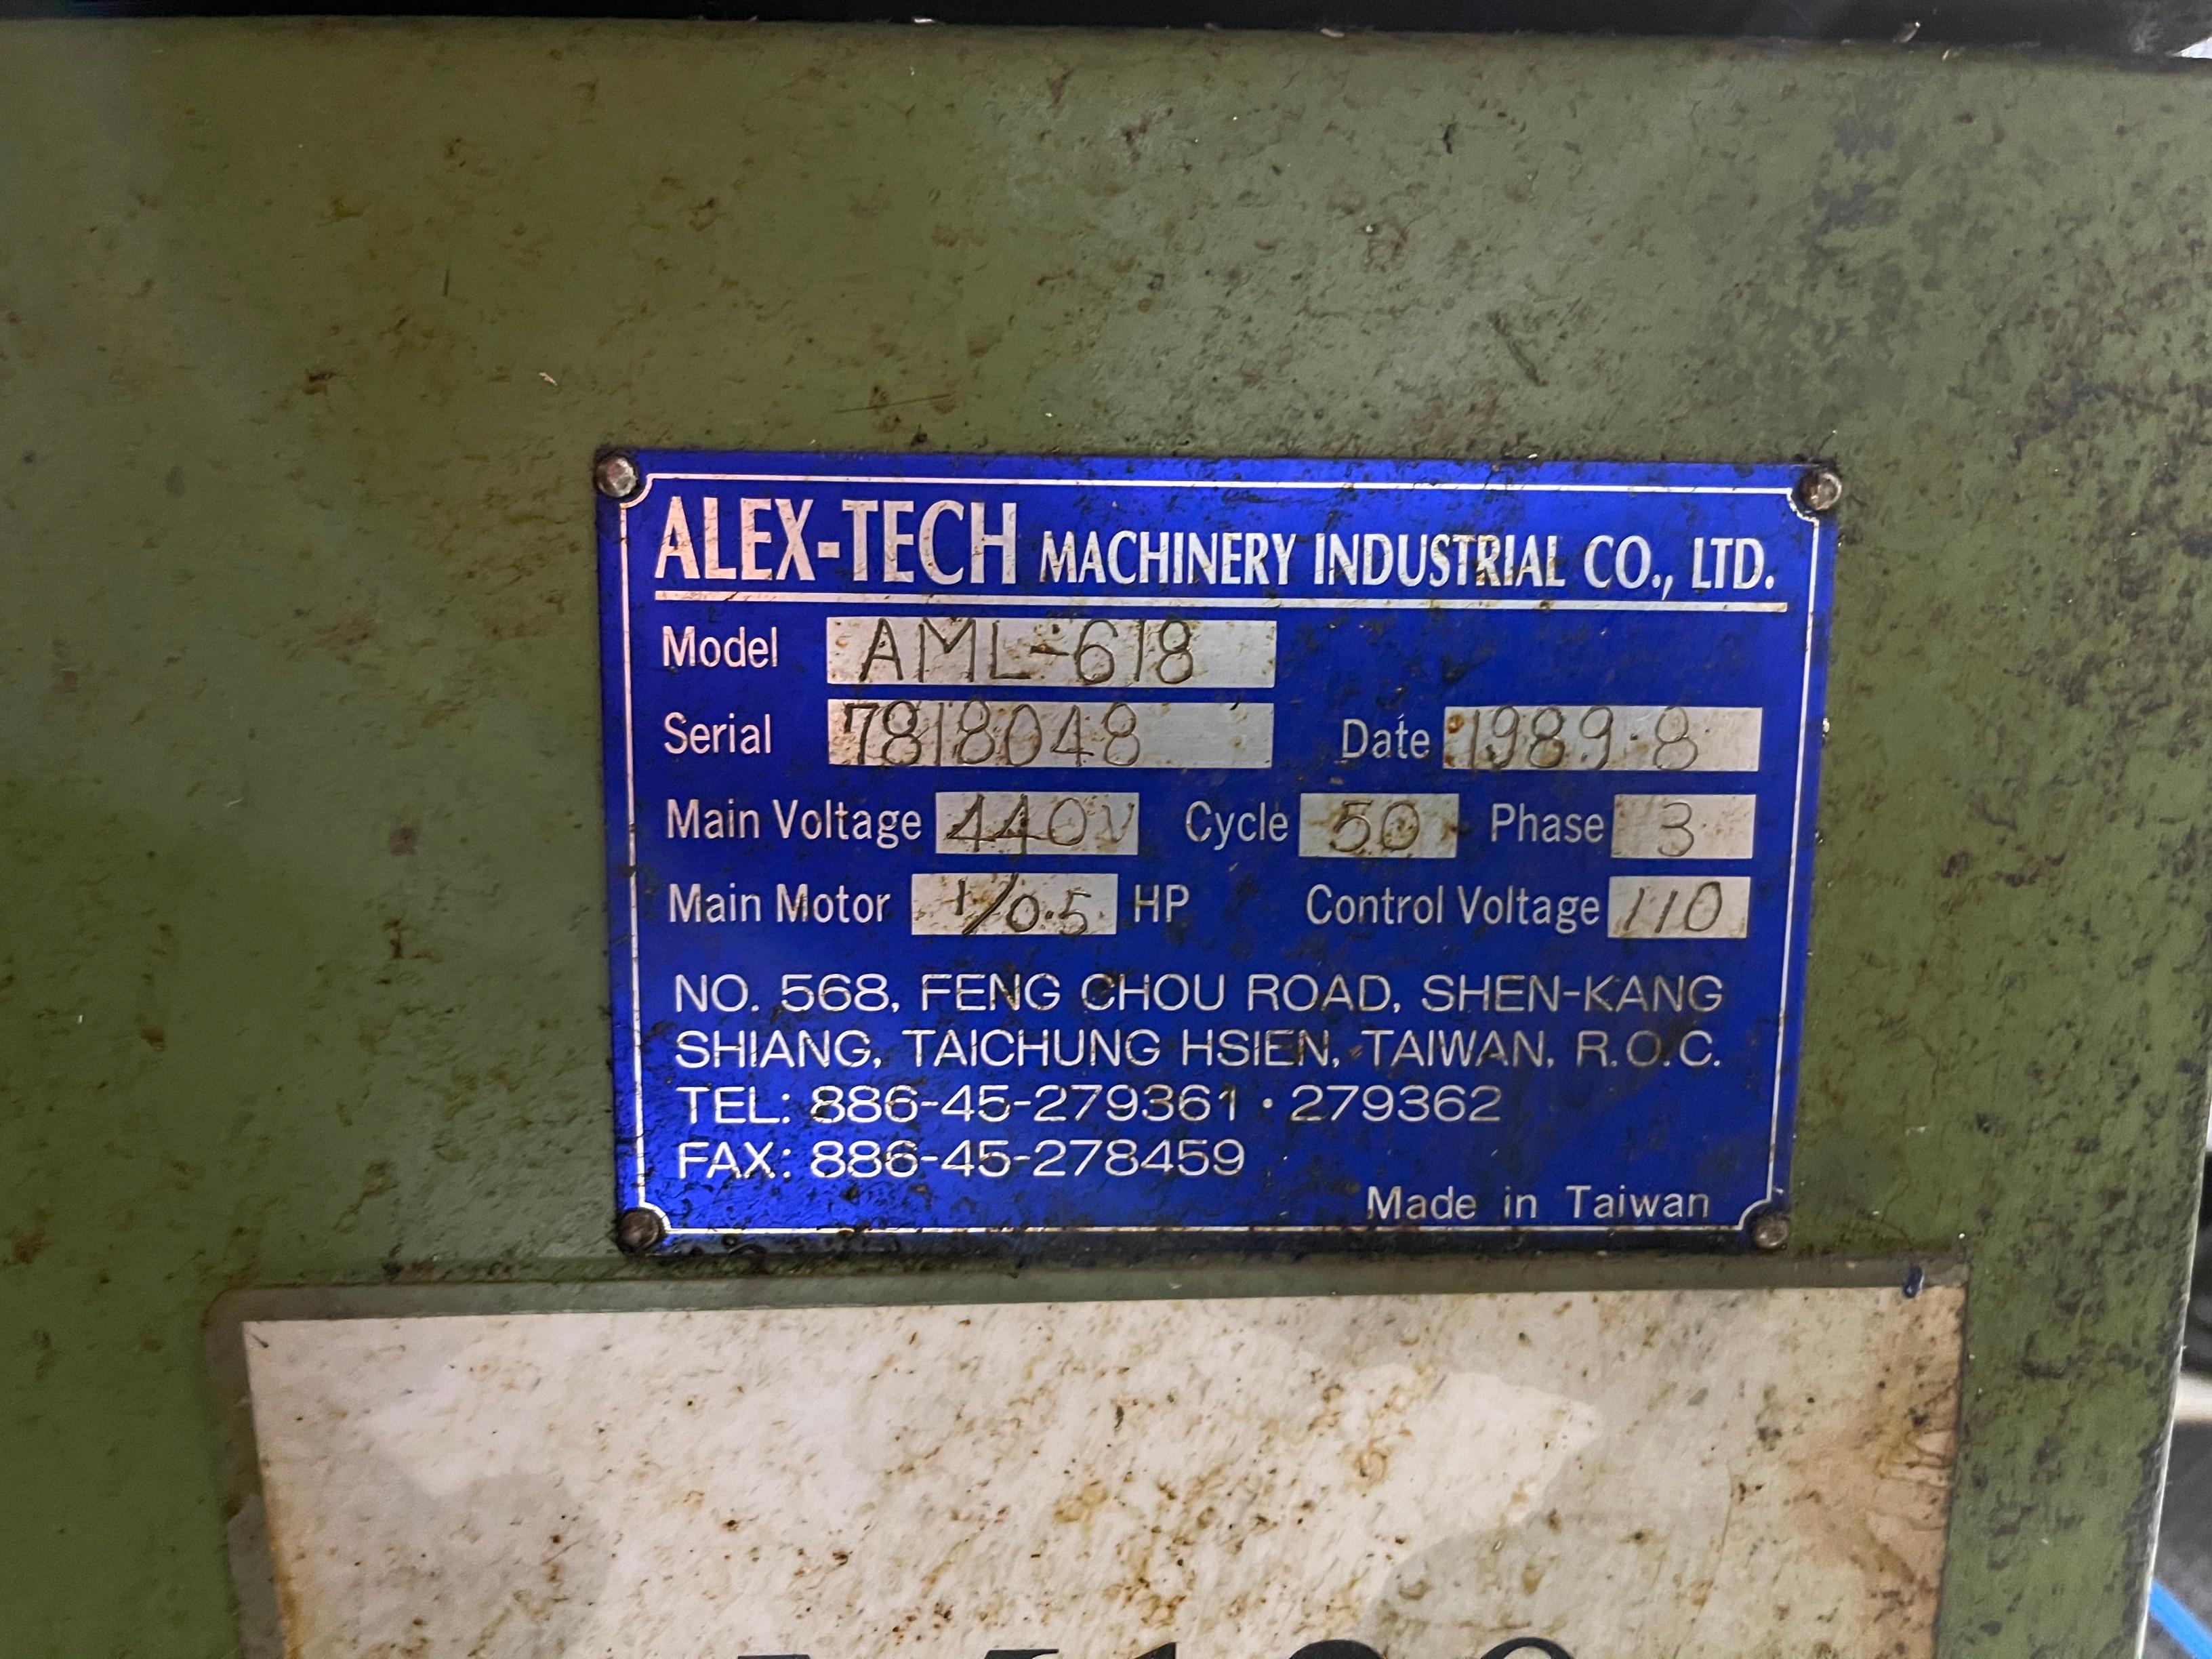 ALEX-TECH MACHINERY INDUSTRIAL CO., LTD.
Model AML-618
Serial 7818048 Date 1989.8
Main Voltage 440V Cycle 50 Phase 3
Main Motor 1/0.5 HP Control Voltage 110
NO. 568, FENG CHOU ROAD, SHEN-KANG
SHIANG, TAICHUNG HSIEN, TAIWAN, R.O.C.
TEL: 886-45-279361 • 279362
FAX: 886-45-278459
Made in Taiwan